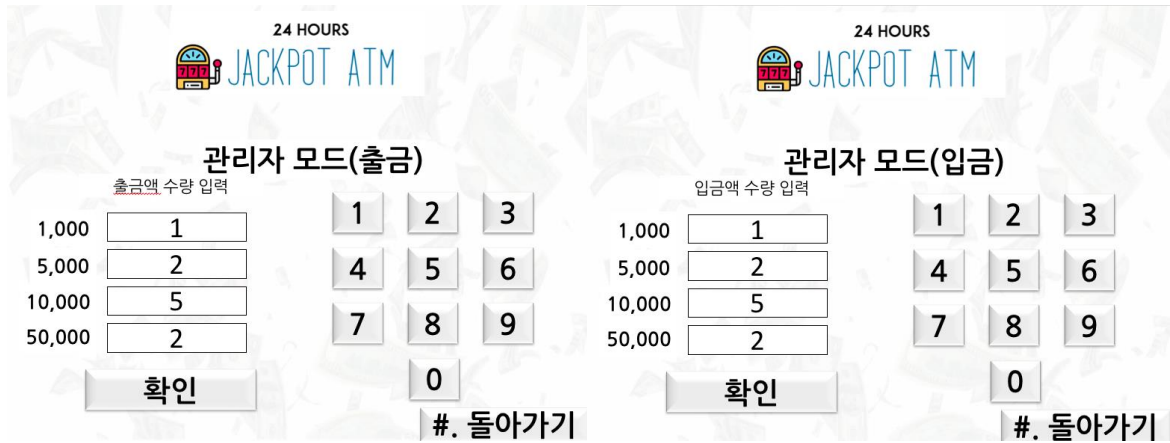 24 HOURS
777 JACKPOT ATM
관리자 모드(출금)
출금액 수량 입력
1,000 1
5,000 2
10,000 5
50,000 2
확인
1 2 3
4 5 6
7 8 9
0
#. 돌아가기
24 HOURS
777 JACKPOT ATM
관리자 모드(입금)
입금액 수량 입력
1,000 1
5,000 2
10,000 5
50,000 2
확인
1 2 3
4 5 6
7 8 9
0
#. 돌아가기